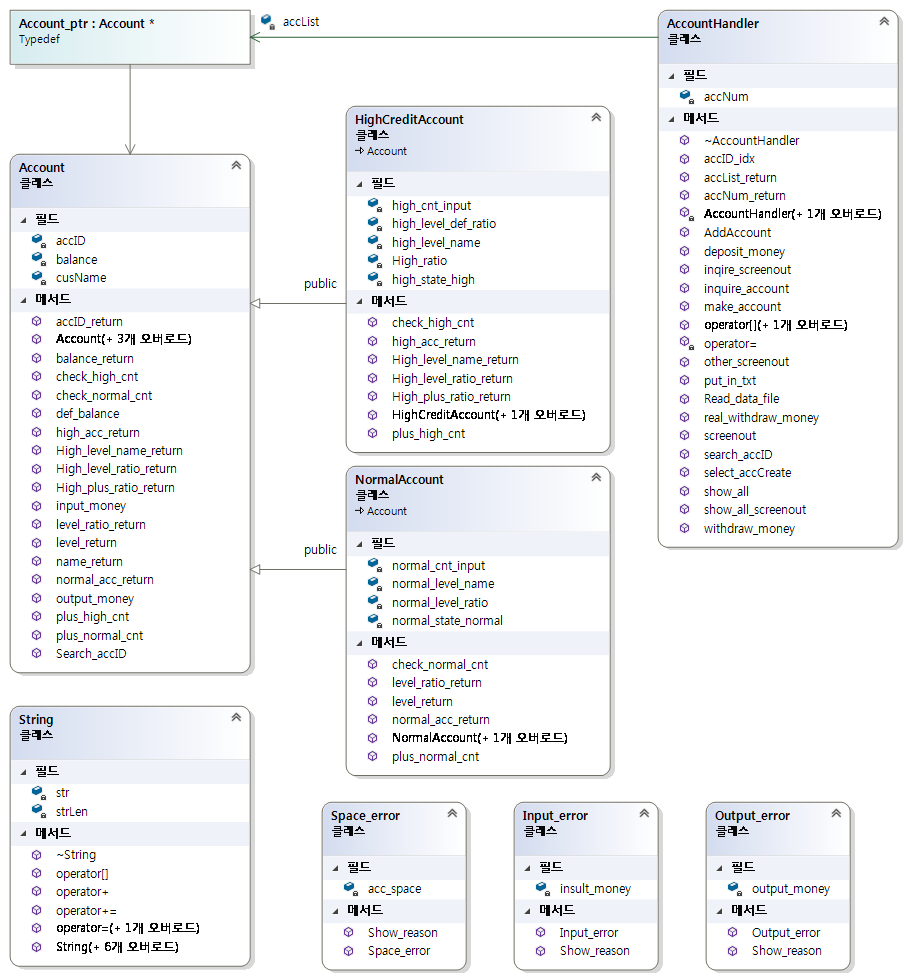 Account_ptr : Account *
Typedef
accList
Account
클래스
필드
accID
balance
cusName
메서드
accID_return
Account(+ 3개 오버로드)
balance_return
check_high_cnt
check_normal_cnt
def_balance
high_acc_return
High_level_name_return
High_level_ratio_return
High_plus_ratio_return
input_money
level_ratio_return
level_return
name_return
normal_acc_return
output_money
plus_high_cnt
plus_normal_cnt
Search_accID
String
클래스
필드
str
strLen
메서드
~String
operator[]
operator+
operator+=
operator=(+ 1개 오버로드)
String(+ 6개 오버로드)
public
public
HighCreditAccount
클래스
Account
필드
high_cnt_input
high_level_def_ratio
high_level_name
High_ratio
high_state_high
메서드
check_high_cnt
high_acc_return
High_level_name_return
High_level_ratio_return
High_plus_ratio_return
HighCreditAccount(+ 1개 오버로드)
plus_high_cnt
NormalAccount
클래스
Account
필드
normal_cnt_input
normal_level_name
normal_level_ratio
normal_state_normal
메서드
check_normal_cnt
level_ratio_return
level_return
normal_acc_return
NormalAccount(+ 1개 오버로드)
plus_normal_cnt
AccountHandler
클래스
필드
accNum
메서드
~AccountHandler
accID_idx
accList_return
accNum_return
AccountHandler(+ 1개 오버로드)
AddAccount
deposit_money
inqire_screenout
inquire_account
make_account
operator[](+ 1개 오버로드)
operator=
other_screenout
put_in_txt
Read_data_file
real_withdraw_money
screenout
search_accID
select_accCreate
show_all
show_all_screenout
withdraw_money
Space_error
클래스
필드
acc_space
메서드
Show_reason
Space_error
Input_error
클래스
필드
insult_money
메서드
Input_error
Show_reason
Output_error
클래스
필드
output_money
메서드
Output_error
Show_reason